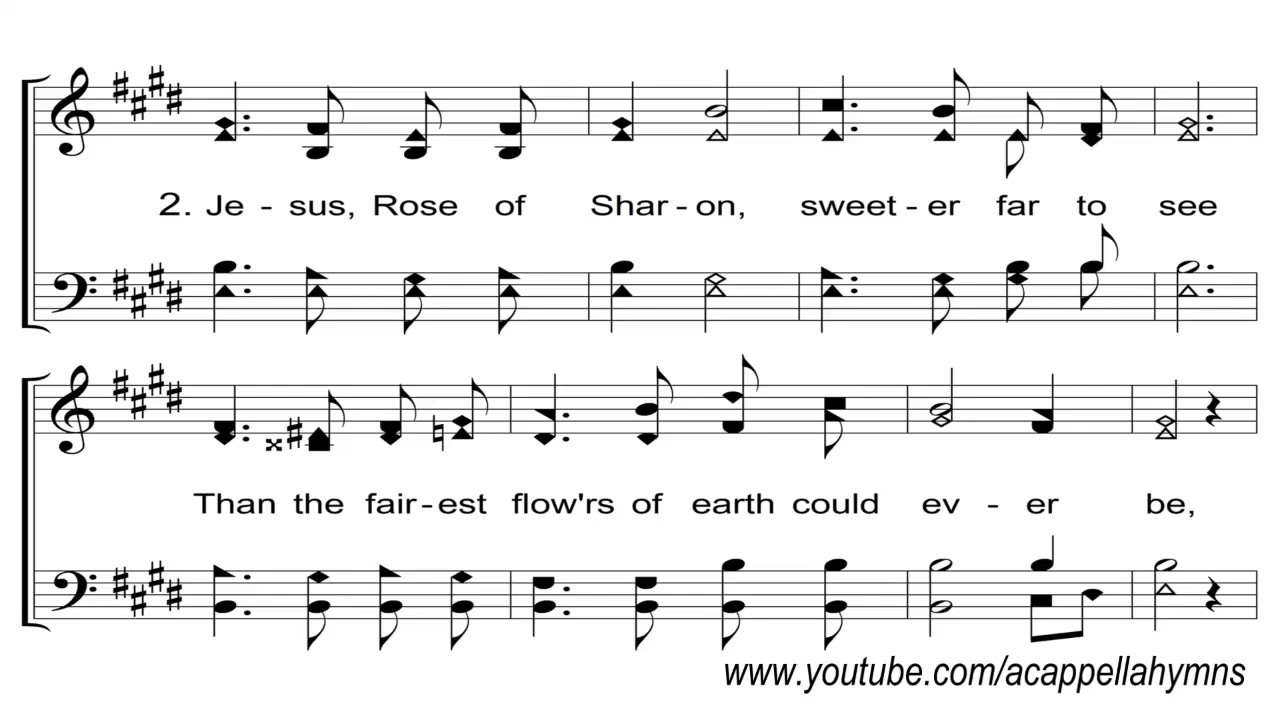 2. Je - sus, Rose of Shar - on, sweet - er far to see
Than the fair - est flow'rs of earth could ev - er be,
www.youtube.com/acappellahymns